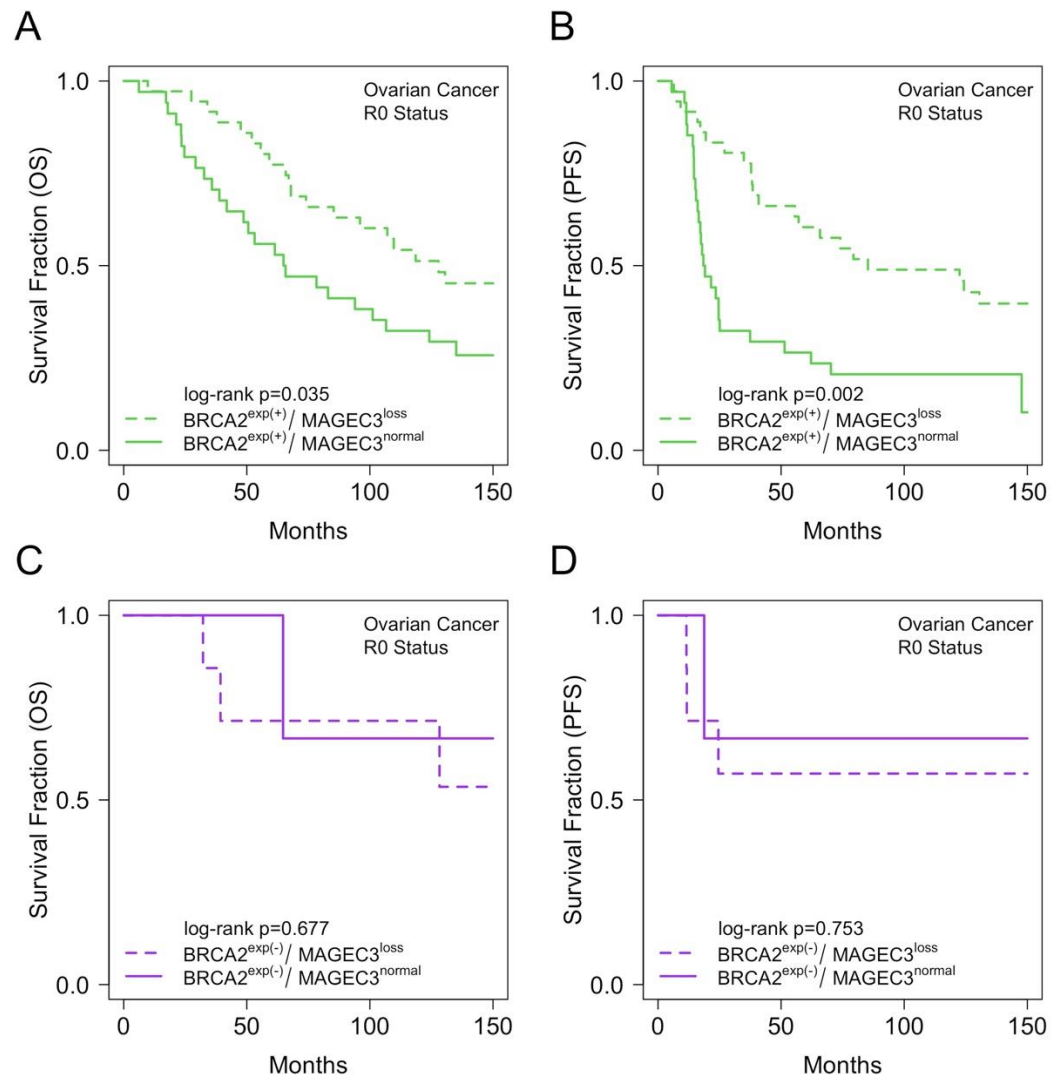 A
Survival Fraction (OS)
1.0
0.5
0.0
Ovarian Cancer
R0 Status
log-rank p=0.035
BRCA2exp(+)/ MAGEC3loss
BRCA2exp(+)/ MAGEC3normal
0 50 100 150
Months
B
Survival Fraction (PFS)
1.0
0.5
0.0
Ovarian Cancer
R0 Status
log-rank p=0.002
BRCA2exp(+)/ MAGEC3loss
BRCA2exp(+)/ MAGEC3normal
0 50 100 150
Months
C
Survival Fraction (OS)
1.0
0.5
0.0
Ovarian Cancer
R0 Status
log-rank p=0.677
BRCA2exp(-)/ MAGEC3loss
BRCA2exp(-)/ MAGEC3normal
0 50 100 150
Months
D
Survival Fraction (PFS)
1.0
0.5
0.0
Ovarian Cancer
R0 Status
log-rank p=0.753
BRCA2exp(-)/ MAGEC3loss
BRCA2exp(-)/ MAGEC3normal
0 50 100 150
Months